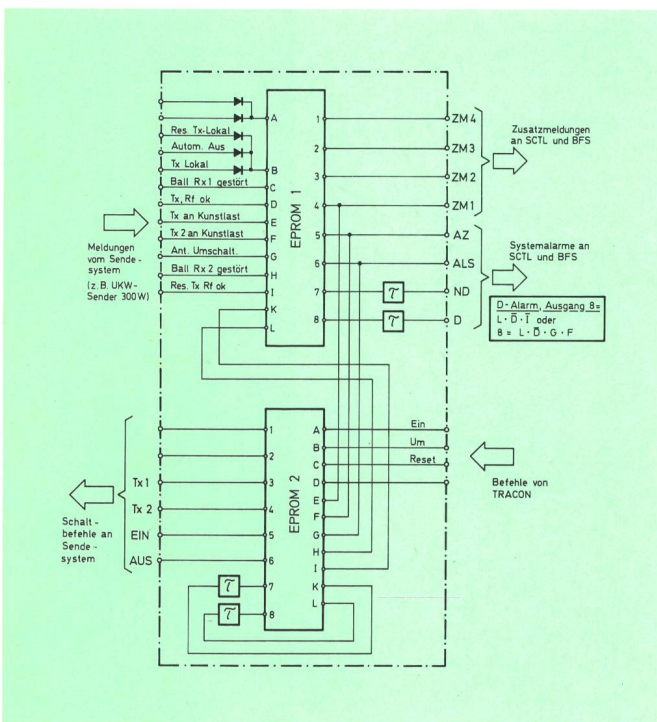 Res. Tx-Lokal
Autom. Aus
Tx Lokal
Ball Rx 1 gestört
Tx, Rf ok
Tx an Kunstlast
Tx 2 an Kunstlast
Ant. Umschalt.
Ball Rx 2 gestört
Res. Tx Rf ok
Meldungen
vom Sende-
system
(z. B. UKW-
Sender 300W)
A
B
C
D
E
F
G
H
I
K
L
EPROM 1
1
2
3
4
5
6
7
8
τ
τ
ZM 4
ZM 3
ZM 2
ZM 1
AZ
ALS
ND
D
Zusatzmeldungen
an SCTL und BFS
Systemalarme an
SCTL und BFS
D-Alarm, Ausgang 8=
L · D̅ · I̅ oder
8 = L · D̅ · G · F
Schalt-
befehle an
Sende-
system
Tx 1
Tx 2
EIN
AUS
1
2
3
4
5
6
7
8
τ
τ
EPROM 2
A
B
C
D
E
F
G
H
I
K
L
Ein
Um
Reset
Befehle von
TRACON